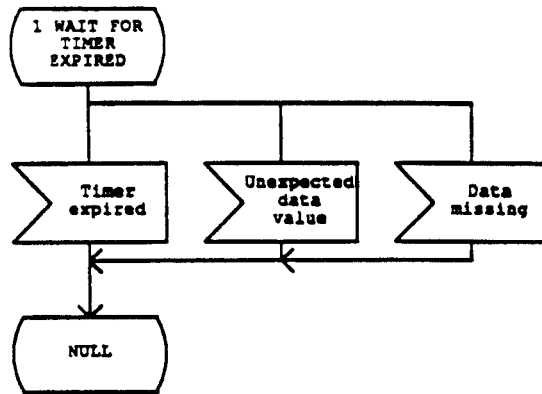 1 WAIT FOR
TIMER
EXPIRED
Timer
expired
Unexpected
data
value
Data
missing
NULL